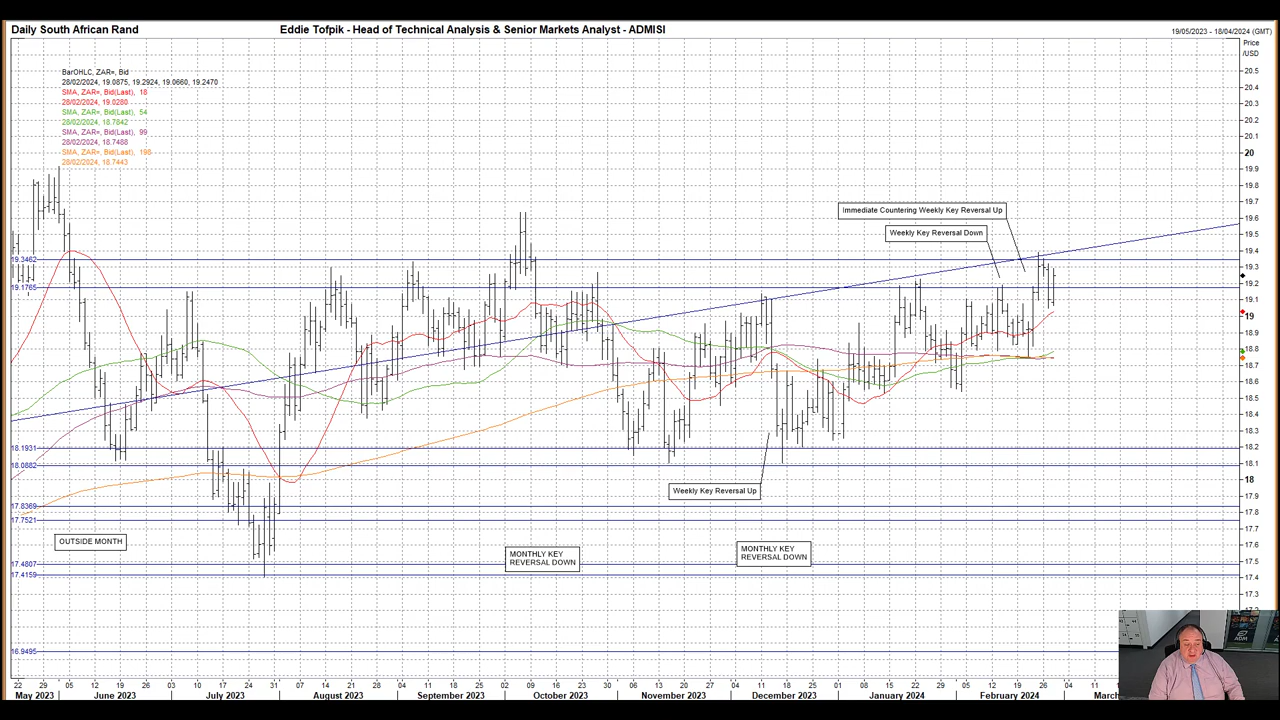 Daily South African Rand
Eddie Tofpik - Head of Technical Analysis & Senior Markets Analyst - ADMISI
19/05/2023 - 18/04/2024 (GMT)
Price
/USD
BarOHLC, ZAR=, Bid
28/02/2024, 19.0875, 19.2924, 19.0660, 19.2470
SMA, ZAR=, Bid(Last), 18
28/02/2024, 19.0280
SMA, ZAR=, Bid(Last), 54
28/02/2024, 18.7842
SMA, ZAR=, Bid(Last), 99
28/02/2024, 18.7488
SMA, ZAR=, Bid(Last), 198
28/02/2024, 18.7443
20.5
20.4
20.3
20.2
20.1
20
19.9
19.8
19.7
19.6
19.5
19.4
19.3
19.2
19.1
19
18.9
18.8
18.7
18.6
18.5
18.4
18.3
18.2
18.1
18
17.9
17.8
17.7
17.6
17.5
17.4
17.3
Immediate Countering Weekly Key Reversal Up
Weekly Key Reversal Down
19.3462
19.1765
18.1931
18.0882
17.8369
17.7521
17.4807
17.4159
16.9495
Weekly Key Reversal Up
OUTSIDE MONTH
MONTHLY KEY
REVERSAL DOWN
MONTHLY KEY
REVERSAL DOWN
ADM
22 05 12 19 26 03 10 17 24 31 07 14 21 28 04 11 18 25 02 09 16 23 30 06 13 20 27 04 11 18 25 01 08 15 22 29 05 12 19 26 04 11
May 2023 June 2023 July 2023 August 2023 September 2023 October 2023 November 2023 December 2023 January 2024 February 2024 March